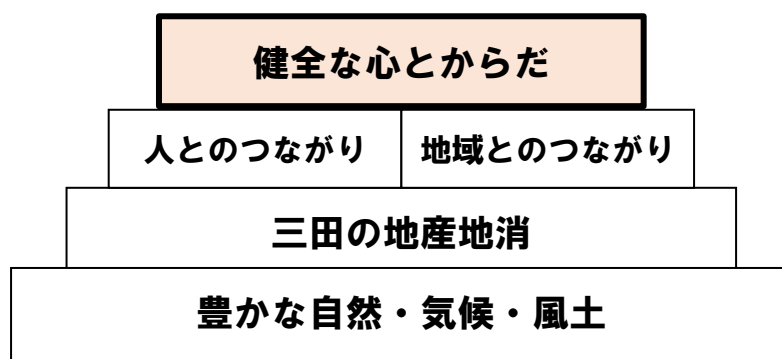 健全な心とからだ
人とのつながり
地域とのつながり
三田の地産地消
豊かな自然・気候・風土